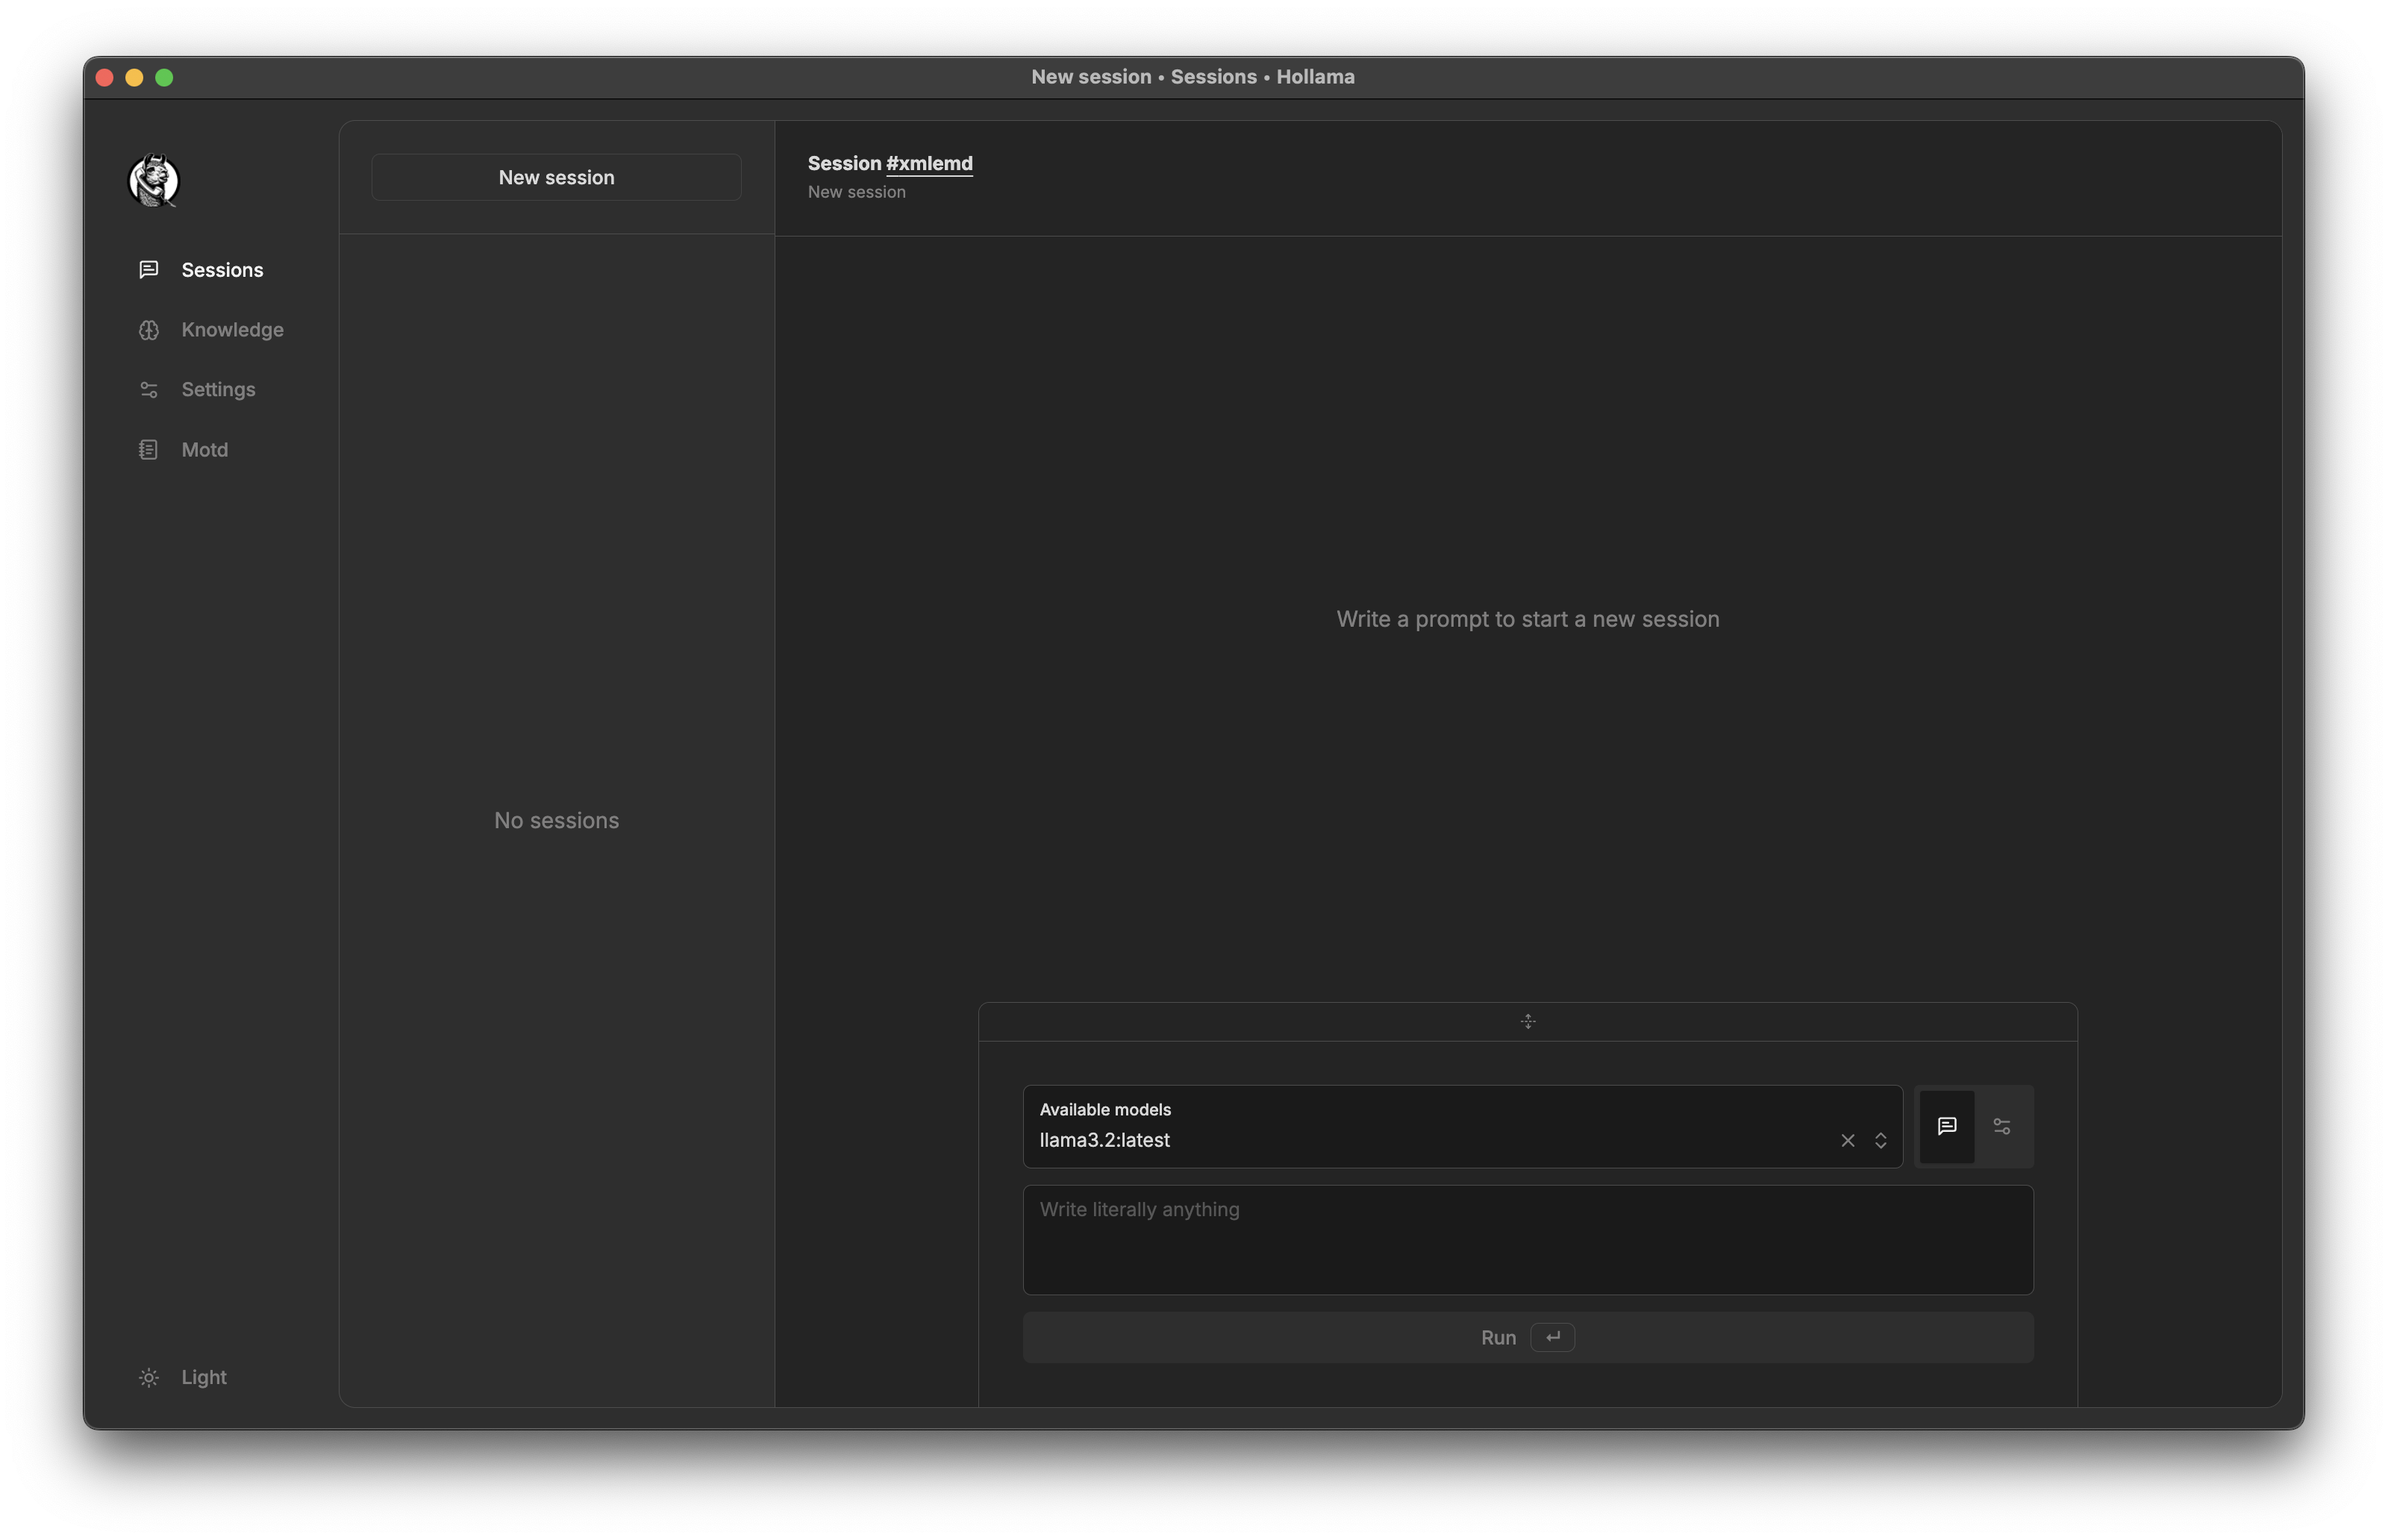 New session • Sessions • Hollama
Sessions
Knowledge
Settings
Motd
Light
New session
No sessions
Session #xmlemd
New session
Write a prompt to start a new session
Available models
llama3.2:latest
Write literally anything
Run